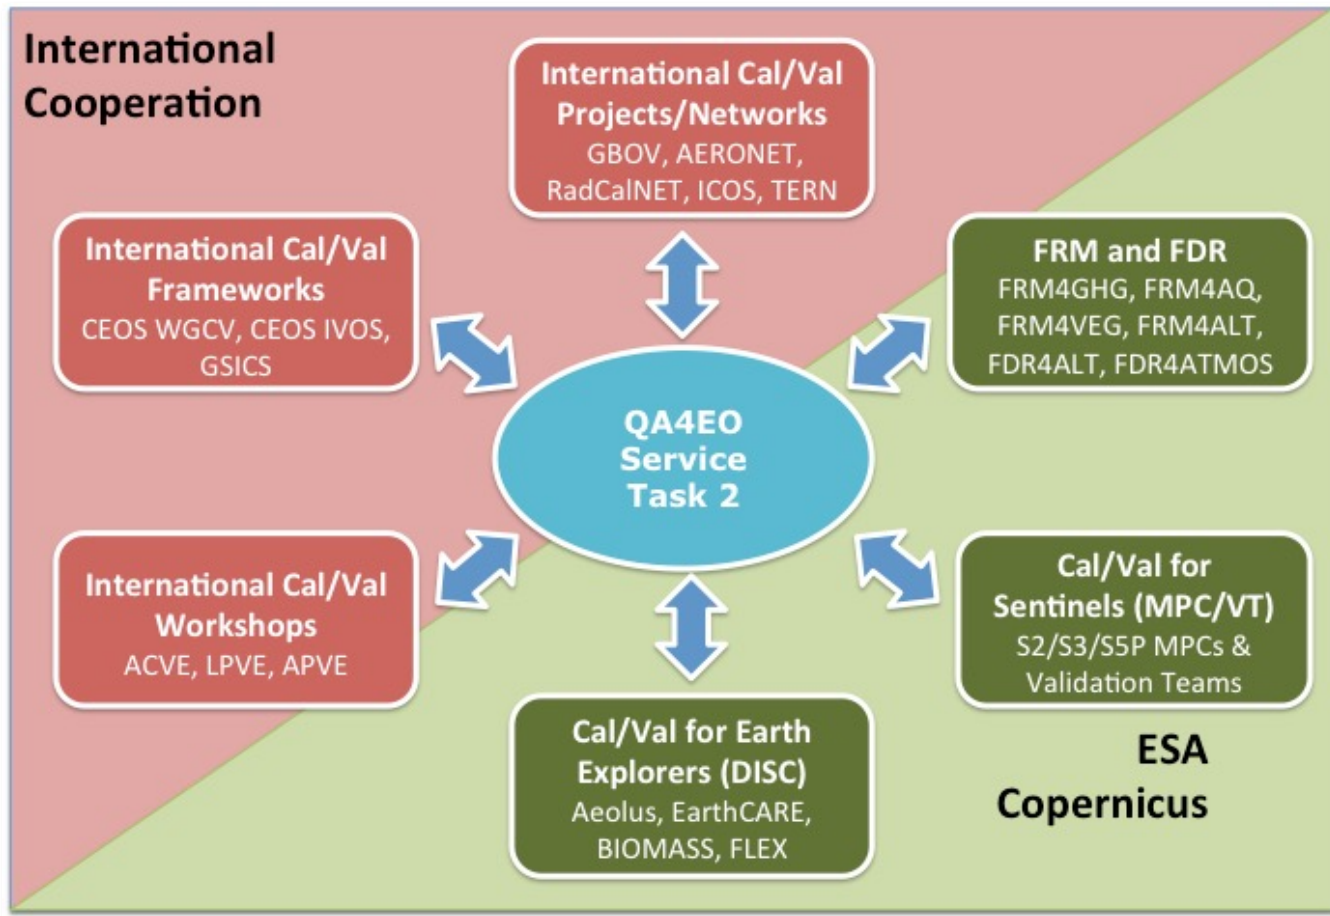 International
Cooperation
International Cal/Val
Projects/Networks
GBOV, AERONET,
RadCalNET, ICOS, TERN
International Cal/Val
Frameworks
CEOS WGCV, CEOS IVOS,
GSICS
FRM and FDR
FRM4GHG, FRM4AQ,
FRM4VEG, FRM4ALT,
FDR4ALT, FDR4ATMOS
QA4EO
Service
Task 2
International Cal/Val
Workshops
ACVE, LPVE, APVE
Cal/Val for
Sentinels (MPC/VT)
S2/S3/S5P MPCs &
Validation Teams
Cal/Val for Earth
Explorers (DISC)
Aeolus, EarthCARE,
BIOMASS, FLEX
ESA
Copernicus